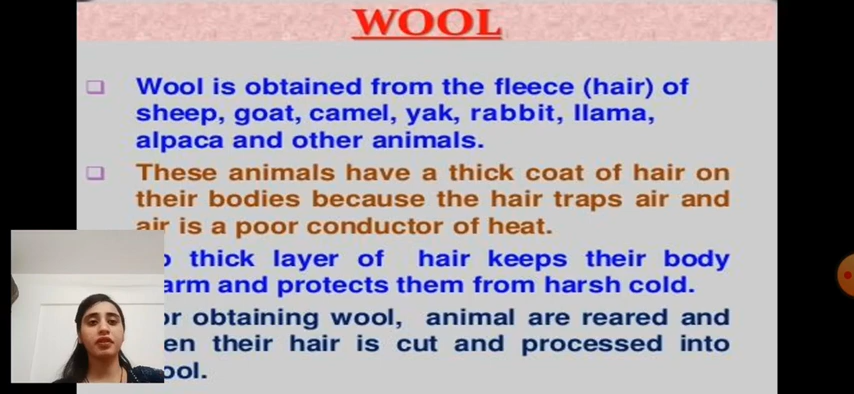 WOOL
Wool is obtained from the fleece (hair) of
sheep, goat, camel, yak, rabbit, llama,
alpaca and other animals.
These animals have a thick coat of hair on
their bodies because the hair traps air and
air is a poor conductor of heat.
thick layer of hair keeps their body
and protects them from harsh cold.
obtaining wool, animal are reared and
their hair is cut and processed into